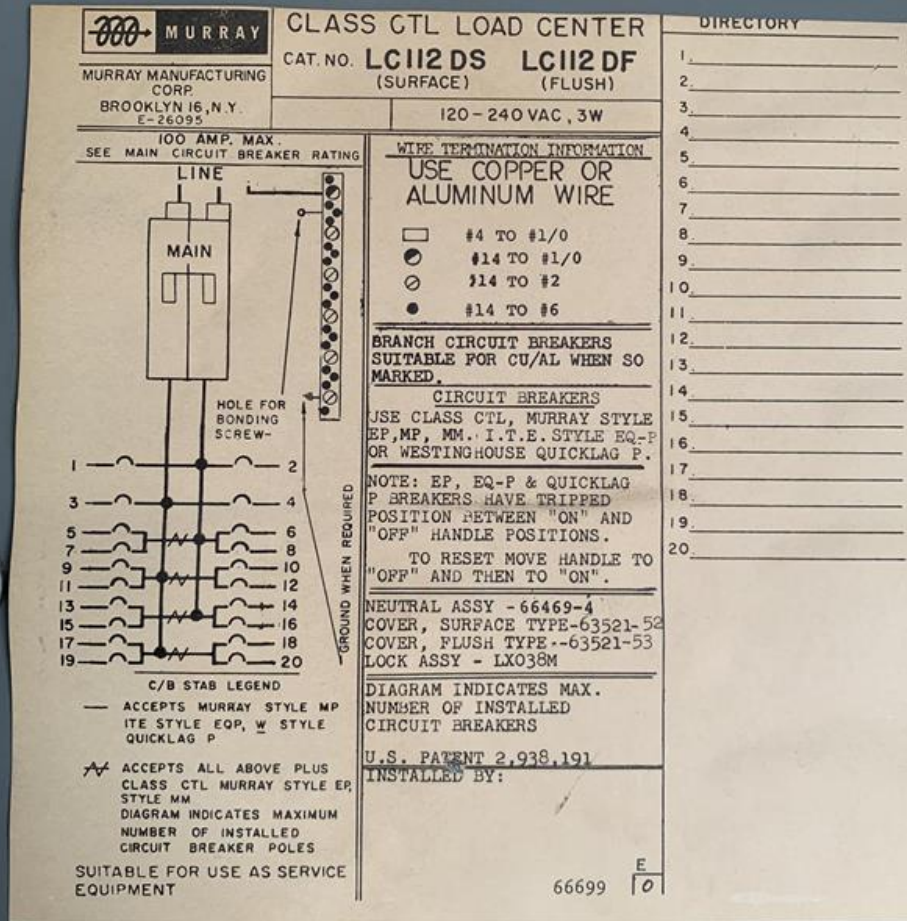 MURRAY
MURRAY MANUFACTURING
CORP.
BROOKLYN 16, N.Y.
E-26095
CLASS CTL LOAD CENTER
CAT. NO. LC112 DS LC112 DF
(SURFACE) (FLUSH)
120-240 VAC, 3W
100 AMP. MAX.
SEE MAIN CIRCUIT BREAKER RATING
LINE
MAIN
HOLE FOR
BONDING
SCREW-
GROUND WHEN REQUIRED
1 2
3 4
5 6
7 8
9 10
11 12
13 14
15 16
17 18
19 20
C/B STAB LEGEND
— ACCEPTS MURRAY STYLE MP
ITE STYLE EQP, W STYLE
QUICKLAG P
ACCEPTS ALL ABOVE PLUS
CLASS CTL MURRAY STYLE EP,
STYLE MM
DIAGRAM INDICATES MAXIMUM
NUMBER OF INSTALLED
CIRCUIT BREAKER POLES
SUITABLE FOR USE AS SERVICE
EQUIPMENT
WIRE TERMINATION INFORMATION
USE COPPER OR
ALUMINUM WIRE
#4 TO #1/0
#14 TO #1/0
#14 TO #2
#14 TO #6
BRANCH CIRCUIT BREAKERS
SUITABLE FOR CU/AL WHEN SO
MARKED.
CIRCUIT BREAKERS
USE CLASS CTL, MURRAY STYLE
EP,MP, MM. I.T.E. STYLE EQ-P
OR WESTINGHOUSE QUICKLAG P.
NOTE: EP, EQ-P & QUICKLAG
P BREAKERS HAVE TRIPPED
POSITION BETWEEN "ON" AND
"OFF" HANDLE POSITIONS.
TO RESET MOVE HANDLE TO
"OFF" AND THEN TO "ON".
NEUTRAL ASSY -66469-4
COVER, SURFACE TYPE-63521-52
COVER, FLUSH TYPE--63521-53
LOCK ASSY - LX038M
DIAGRAM INDICATES MAX.
NUMBER OF INSTALLED
CIRCUIT BREAKERS
U.S. PATENT 2,938,191
INSTALLED BY:
66699 E
0
DIRECTORY
1.
2.
3.
4.
5.
6.
7.
8.
9.
10.
11.
12.
13.
14.
15.
16.
17.
18.
19.
20.